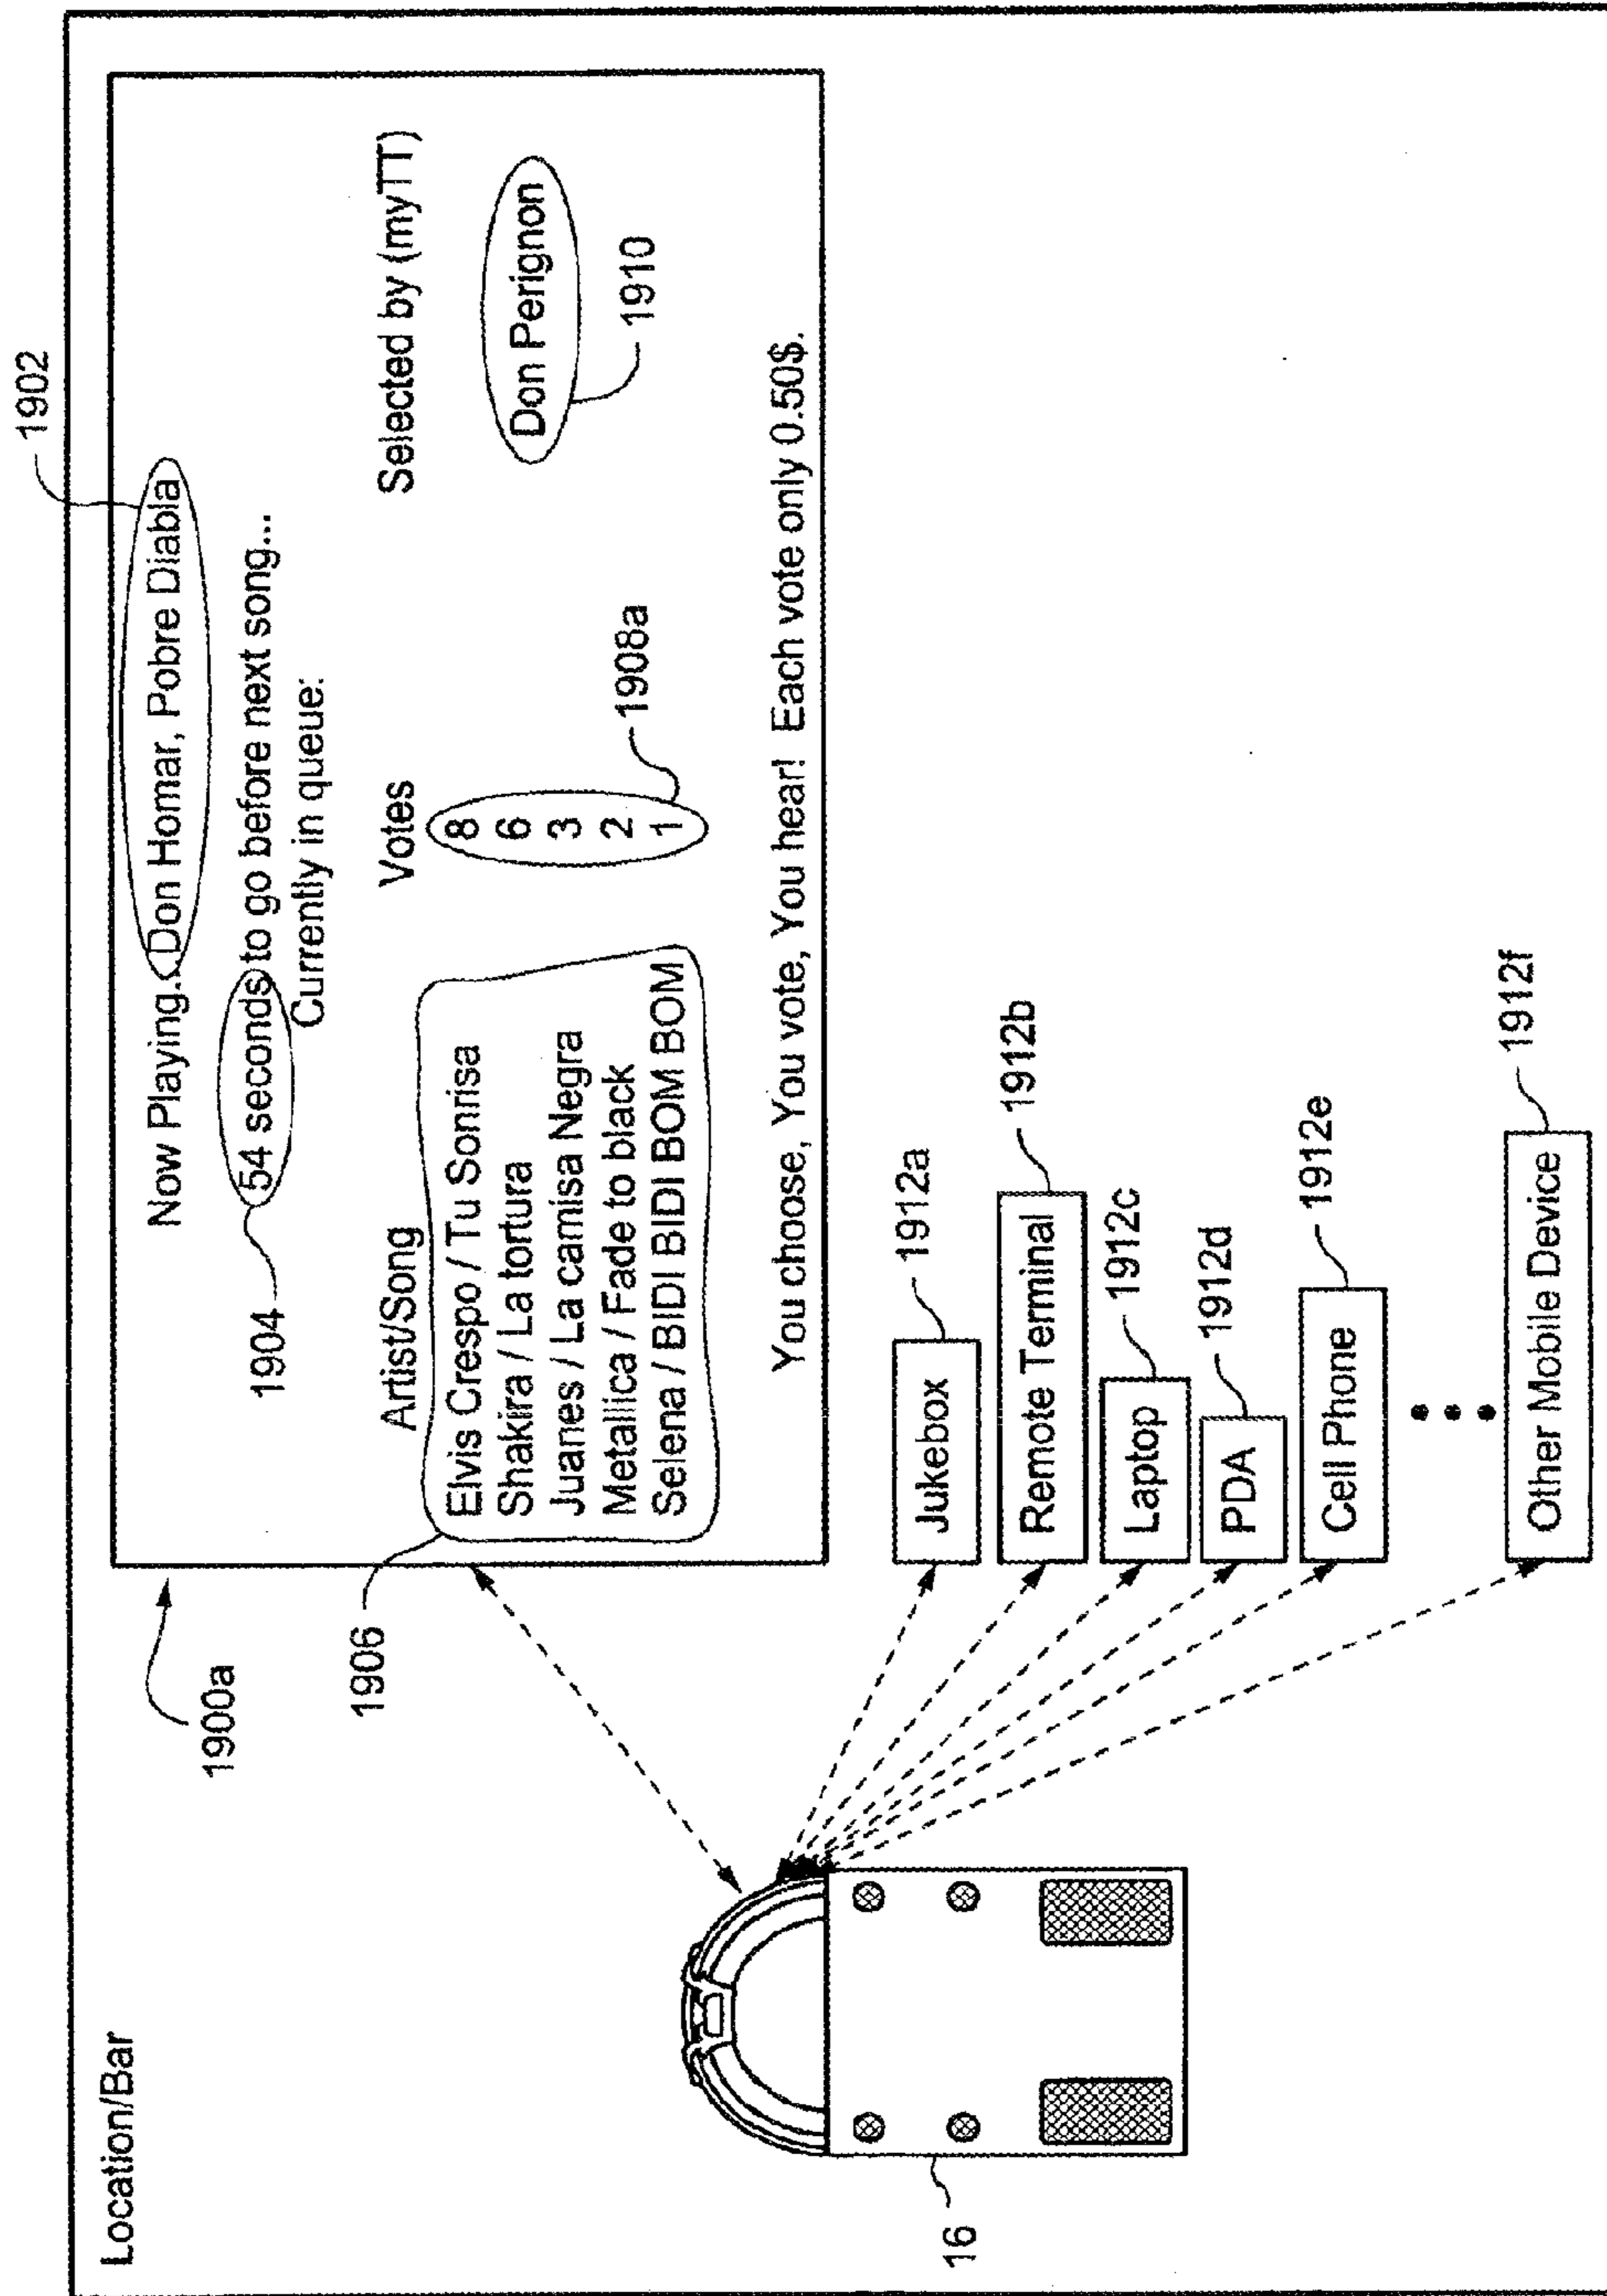 Location/Bar
1900a
1902
Now Playing: Don Homar, Pobre Diabla
1904
54 seconds to go before next song...
Currently in queue:
1906
Artist/Song Votes Selected by (myTT)
Elvis Crespo / Tu Sonrisa 8 Don Perignon
Shakira / La tortura 6
Juanes / La camisa Negra 3
Metallica / Fade to black 2
Selena / BIDI BIDI BOM BOM 1
1908a
1910
You choose, You vote, You hear! Each vote only 0.50$.
16
Jukebox 1912a
Remote Terminal 1912b
Laptop 1912c
PDA 1912d
Cell Phone 1912e
Other Mobile Device 1912f